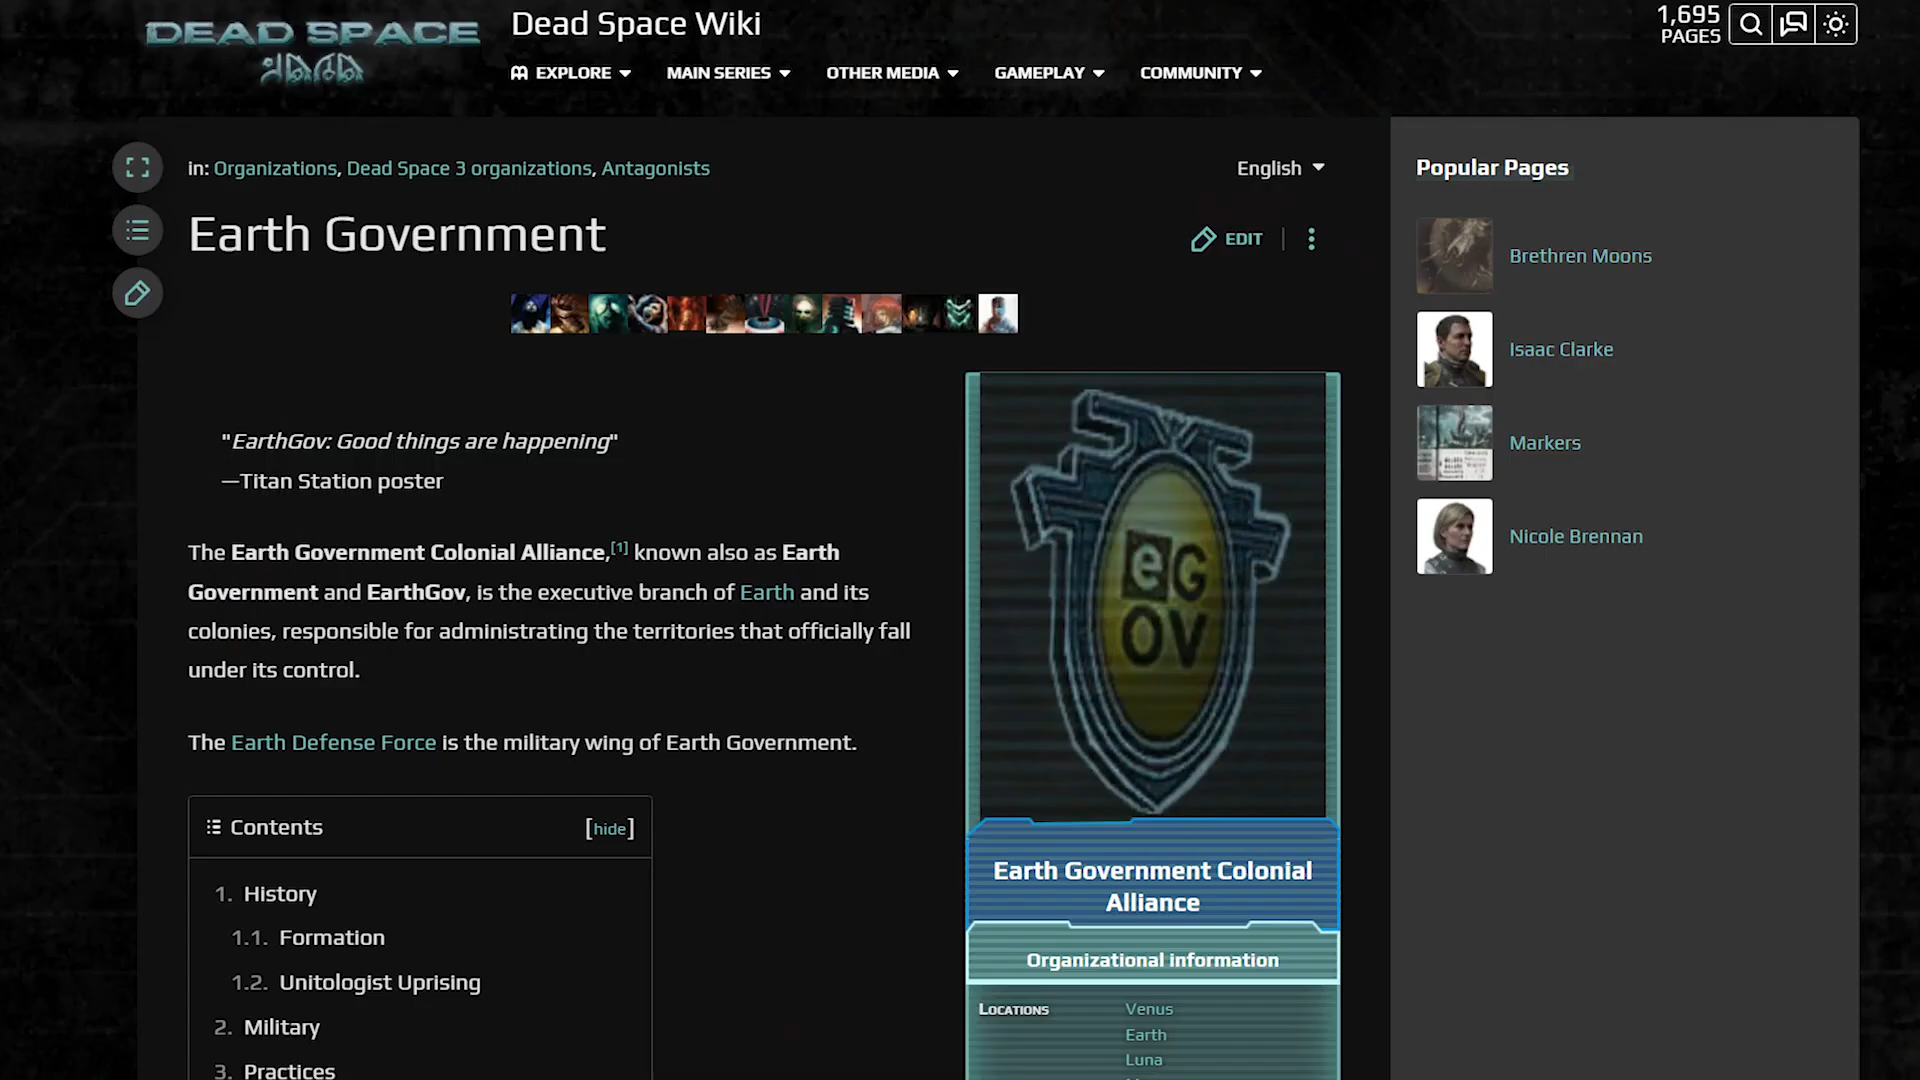 DEAD SPACE
Dead Space Wiki
EXPLORE
MAIN SERIES
OTHER MEDIA
GAMEPLAY
COMMUNITY
1,695
PAGES
in: Organizations, Dead Space 3 organizations, Antagonists
English
Earth Government
EDIT
"EarthGov: Good things are happening"
—Titan Station poster
The Earth Government Colonial Alliance,[1] known also as Earth
Government and EarthGov, is the executive branch of Earth and its
colonies, responsible for administrating the territories that officially fall
under its control.
The Earth Defense Force is the military wing of Earth Government.
Contents
[hide]
1. History
1.1. Formation
1.2. Unitologist Uprising
2. Military
3. Practices
eG
OV
Earth Government Colonial
Alliance
Organizational information
LOCATIONS
Venus
Earth
Luna
Popular Pages
Brethren Moons
Isaac Clarke
Markers
Nicole Brennan